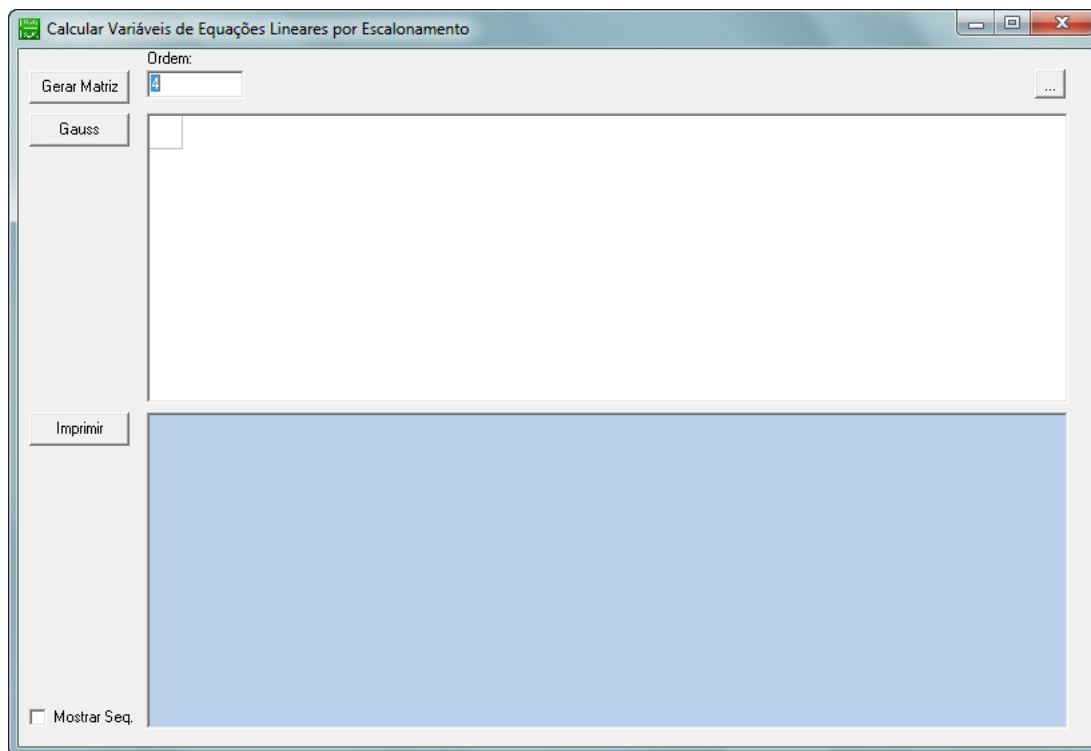 Calcular Variáveis de Equações Lineares por Escalonamento
Ordem:
Gerar Matriz
4
...
Gauss
Imprimir
Mostrar Seq.